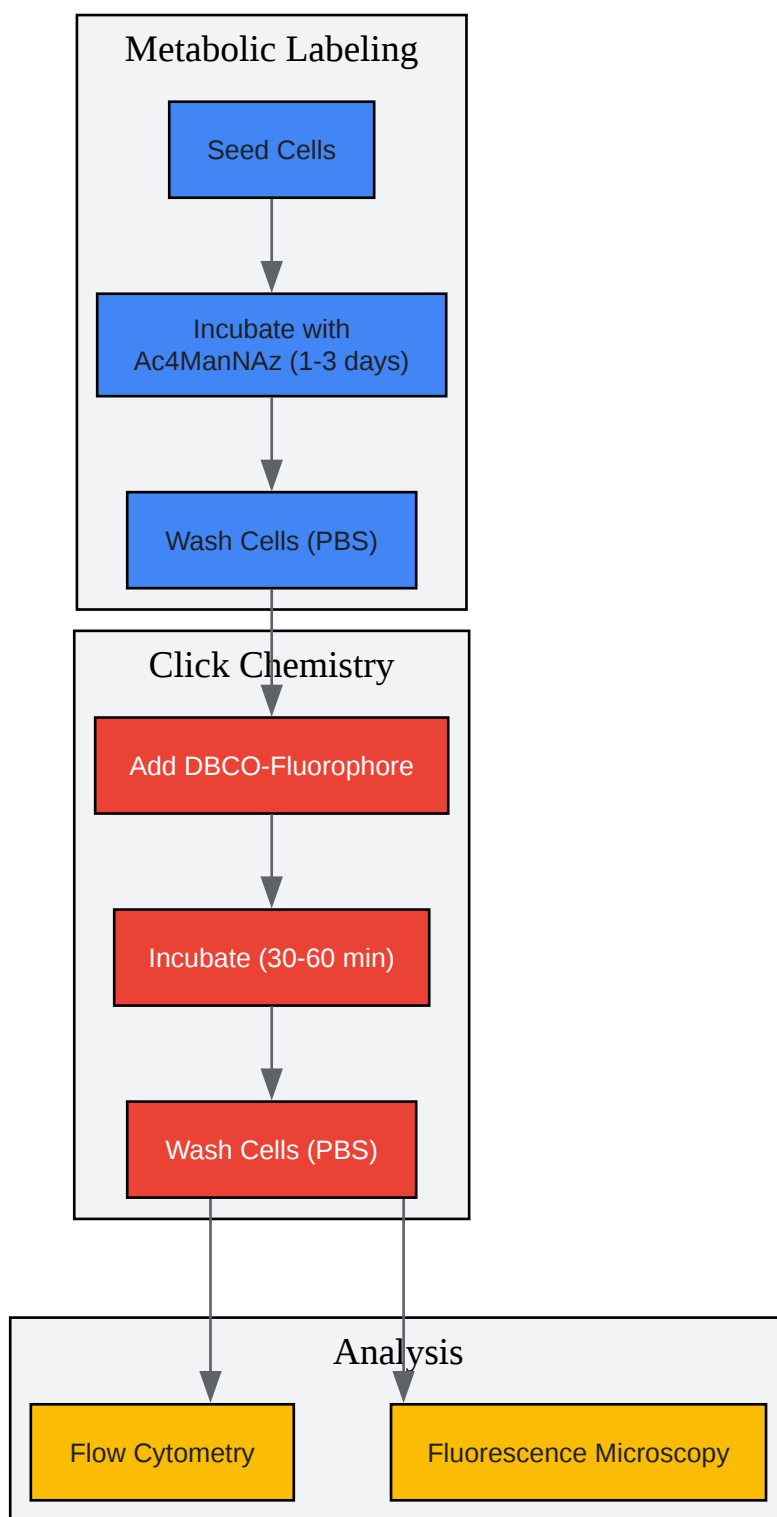 Metabolic Labeling
Seed Cells
Incubate with
Ac4ManNAz (1-3 days)
Wash Cells (PBS)
Click Chemistry
Add DBCO-Fluorophore
Incubate (30-60 min)
Wash Cells (PBS)
Analysis
Flow Cytometry
Fluorescence Microscopy